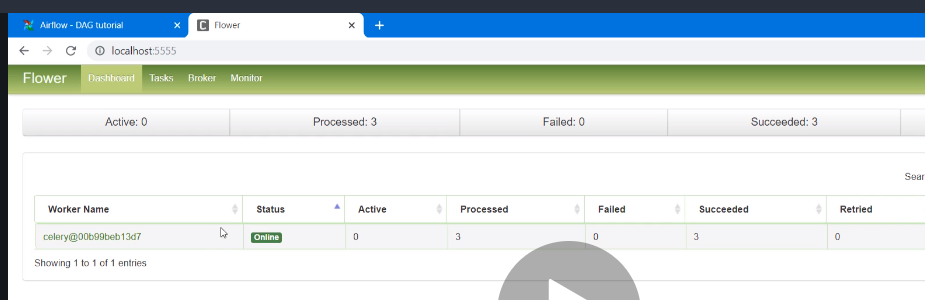 Airflow - DAG tutorial
Flower
localhost:5555
Flower Dashboard Tasks Broker Monitor
Active: 0 Processed: 3 Failed: 0 Succeeded: 3
Worker Name Status Active Processed Failed Succeeded Retried
celery@00b99beb13d7 Online 0 3 0 3 0
Showing 1 to 1 of 1 entries